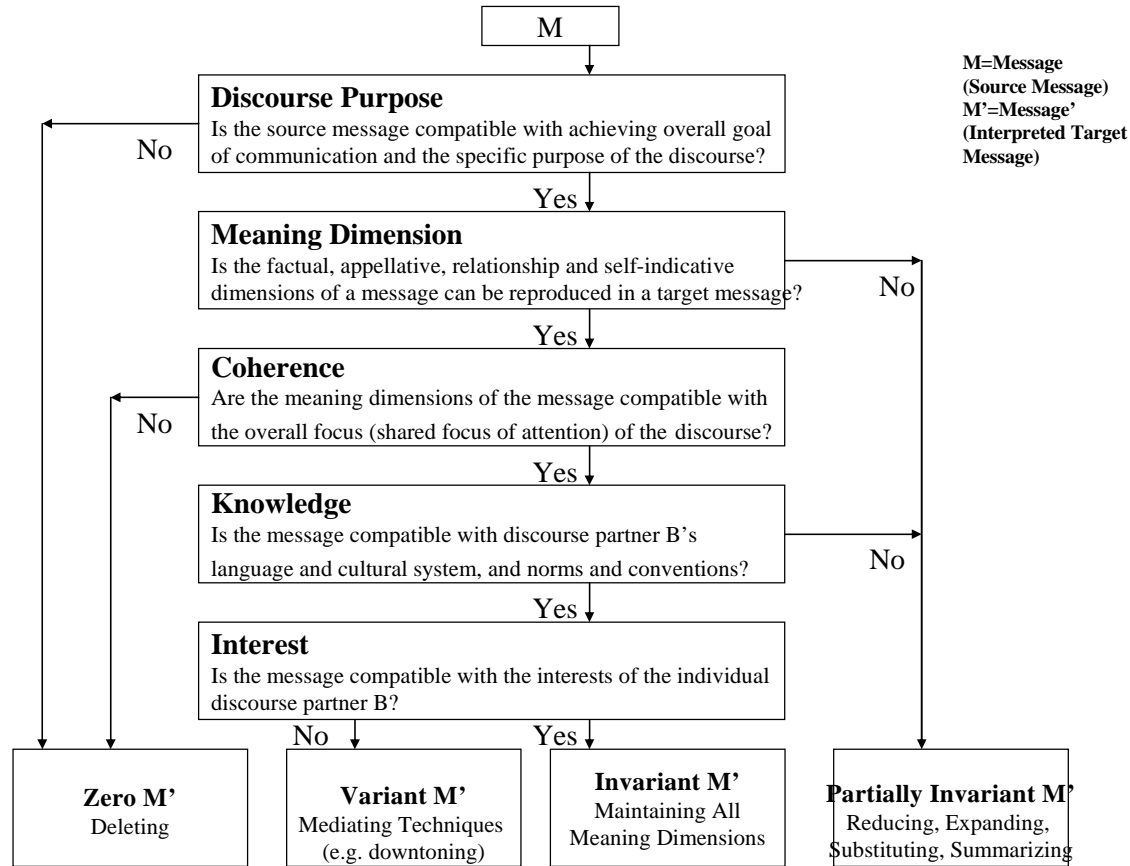 M
M=Message
(Source Message)
M’=Message’
(Interpreted Target
Message)
Discourse Purpose
Is the source message compatible with achieving overall goal
of communication and the specific purpose of the discourse?
No
Yes
Meaning Dimension
Is the factual, appellative, relationship and self-indicative
dimensions of a message can be reproduced in a target message?
No
Yes
Coherence
Are the meaning dimensions of the message compatible with
the overall focus (shared focus of attention) of the discourse?
No
Yes
Knowledge
Is the message compatible with discourse partner B’s
language and cultural system, and norms and conventions?
No
Yes
Interest
Is the message compatible with the interests of the individual
discourse partner B?
No
Yes
Zero M’
Deleting
Variant M’
Mediating Techniques
(e.g. downtoning)
Invariant M’
Maintaining All
Meaning Dimensions
Partially Invariant M’
Reducing, Expanding,
Substituting, Summarizing